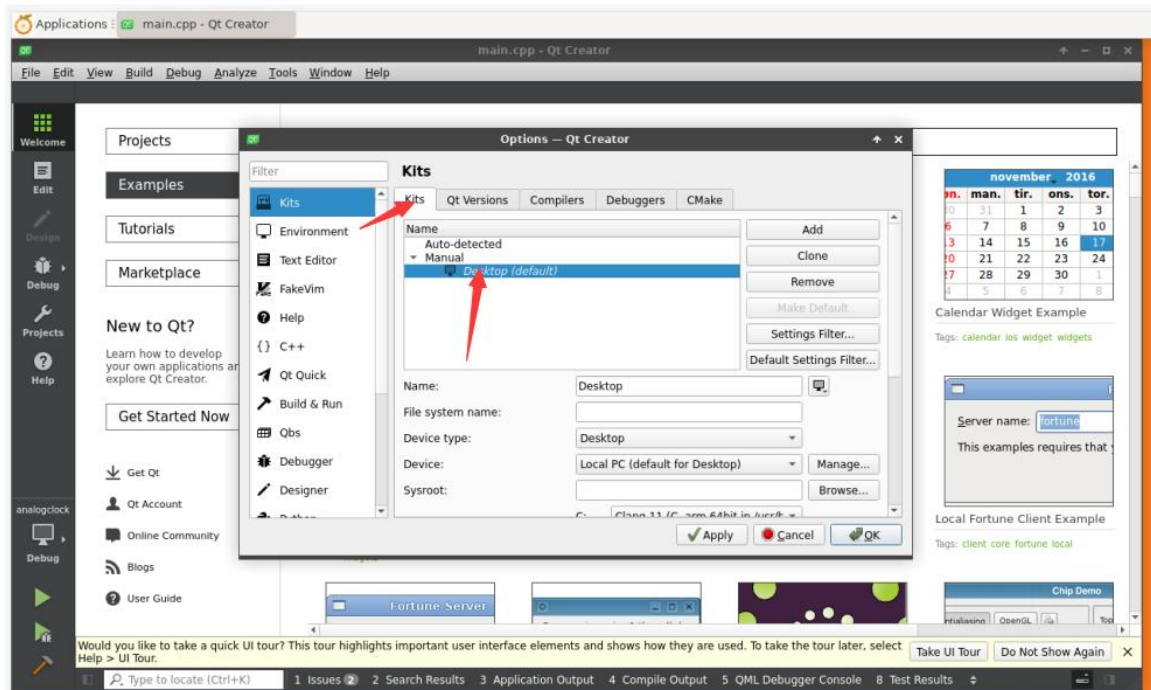 Applications
main.cpp - Qt Creator
main.cpp - Qt Creator
File Edit View Build Debug Analyze Tools Window Help
Welcome
Edit
Design
Debug
Projects
Help
analogclock
Debug
Projects
Examples
Tutorials
Marketplace
New to Qt?
Learn how to develop
your own applications
explore Qt Creator.
Get Started Now
Get Qt
Qt Account
Online Community
Blogs
User Guide
Options — Qt Creator
Filter
Kits
Environment
Text Editor
FakeVim
Help
{} C++
Qt Quick
Build & Run
Qbs
Debugger
Designer
Kits
Kits Qt Versions Compilers Debuggers CMake
Name
Auto-detected
Manual
Desktop (default)
Add
Clone
Remove
Make Default
Settings Filter...
Default Settings Filter...
Name: Desktop
File system name:
Device type: Desktop
Device: Local PC (default for Desktop) Manage...
Sysroot: Browse...
Apply Cancel OK
november 2016
man. tir. ons. tor.
31 1 2 3
7 8 9 10
14 15 16 17
21 22 23 24
28 29 30 1
5 6 7 8
Calendar Widget Example
Tags: calendar ios widget widgets
Server name: fortune
This examples requires that
Local Fortune Client Example
Tags: client core fortune local
Fortune Server
Chip Demo
OpenGL
Would you like to take a quick UI tour? This tour highlights important user interface elements and shows how they are used. To take the tour later, select
Help > UI Tour.
Take UI Tour Do Not Show Again
Type to locate (Ctrl+K) 1 Issues 2 2 Search Results 3 Application Output 4 Compile Output 5 QML Debugger Console 8 Test Results